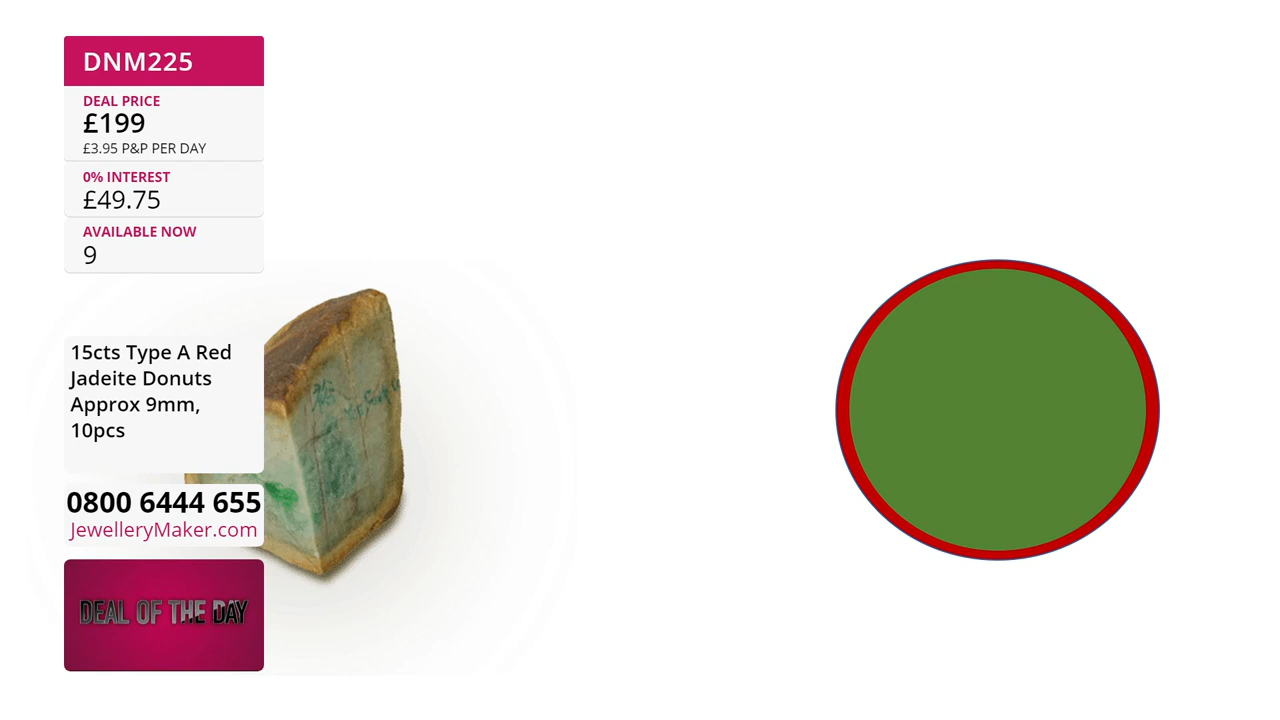 DNM225
DEAL PRICE
£199
£3.95 P&P PER DAY
0% INTEREST
£49.75
AVAILABLE NOW
9
15cts Type A Red
Jadeite Donuts
Approx 9mm,
10pcs
0800 6444 655
JewelleryMaker.com
DEAL OF THE DAY